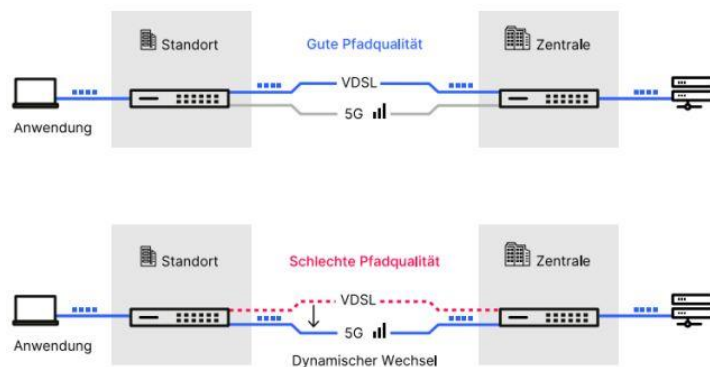 Standort
Gute Pfadqualität
Zentrale
VDSL
5G
Anwendung
Standort
Schlechte Pfadqualität
Zentrale
VDSL
5G
Anwendung
Dynamischer Wechsel